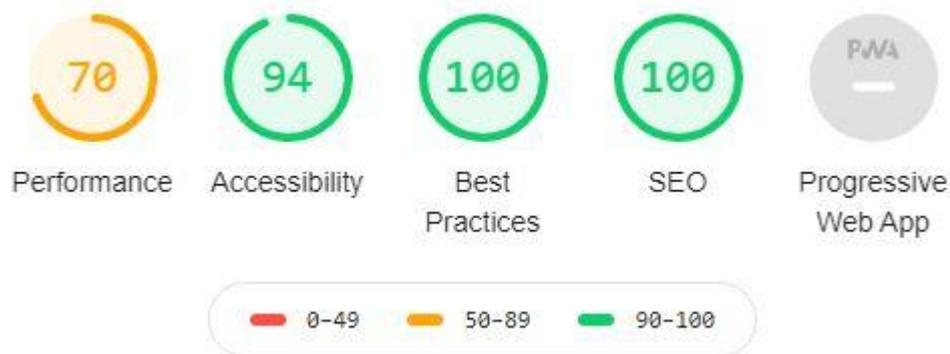 70 94 100 100 PWA
Performance Accessibility Best Practices SEO Progressive Web App
0-49 50-89 90-100